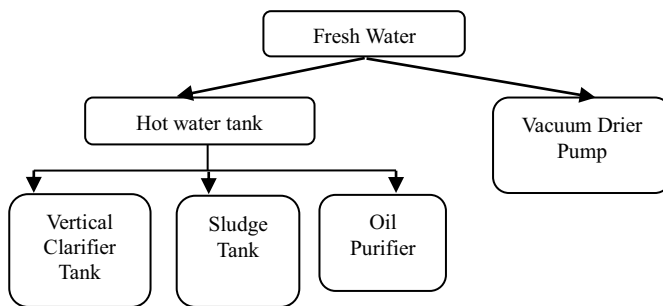 Fresh Water
Hot water tank
Vacuum Drier
Pump
Vertical
Clarifier
Tank
Sludge
Tank
Oil
Purifier